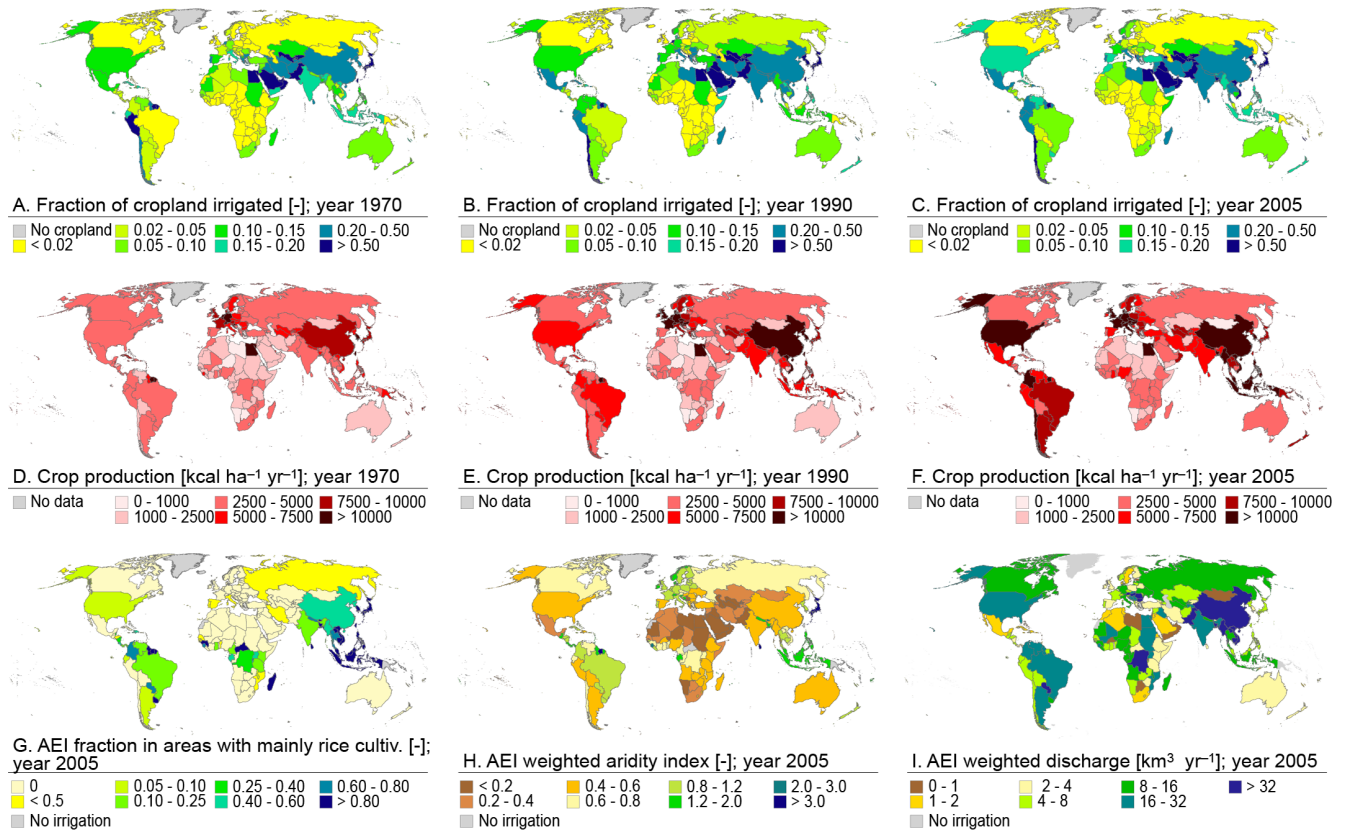 A. Fraction of cropland irrigated [-]; year 1970
No cropland 0.02 - 0.05 0.10 - 0.15 0.20 - 0.50
< 0.02 0.05 - 0.10 0.15 - 0.20 > 0.50
B. Fraction of cropland irrigated [-]; year 1990
No cropland 0.02 - 0.05 0.10 - 0.15 0.20 - 0.50
< 0.02 0.05 - 0.10 0.15 - 0.20 > 0.50
C. Fraction of cropland irrigated [-]; year 2005
No cropland 0.02 - 0.05 0.10 - 0.15 0.20 - 0.50
< 0.02 0.05 - 0.10 0.15 - 0.20 > 0.50
D. Crop production [kcal ha⁻¹ yr⁻¹]; year 1970
No data 0 - 1000 2500 - 5000 7500 - 10000
1000 - 2500 5000 - 7500 > 10000
E. Crop production [kcal ha⁻¹ yr⁻¹]; year 1990
No data 0 - 1000 2500 - 5000 7500 - 10000
1000 - 2500 5000 - 7500 > 10000
F. Crop production [kcal ha⁻¹ yr⁻¹]; year 2005
No data 0 - 1000 2500 - 5000 7500 - 10000
1000 - 2500 5000 - 7500 > 10000
G. AEI fraction in areas with mainly rice cultiv. [-];
year 2005
0 0.05 - 0.10 0.25 - 0.40 0.60 - 0.80
< 0.5 0.10 - 0.25 0.40 - 0.60 > 0.80
No irrigation
H. AEI weighted aridity index [-]; year 2005
< 0.2 0.4 - 0.6 0.8 - 1.2 2.0 - 3.0
0.2 - 0.4 0.6 - 0.8 1.2 - 2.0 > 3.0
No irrigation
I. AEI weighted discharge [km³ yr⁻¹]; year 2005
0 - 1 2 - 4 8 - 16 > 32
1 - 2 4 - 8 16 - 32
No irrigation